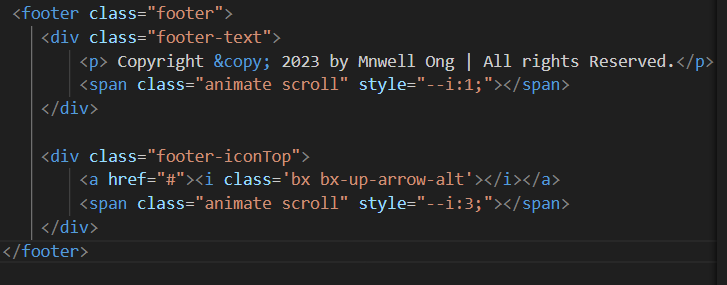 <footer class="footer">
<div class="footer-text">
<p> Copyright &copy; 2023 by Mnwell Ong | All rights Reserved.</p>
<span class="animate scroll" style="--i:1;"></span>
</div>
<div class="footer-iconTop">
<a href="#"><i class='bx bx-up-arrow-alt'></i></a>
<span class="animate scroll" style="--i:3;"></span>
</div>
</footer>